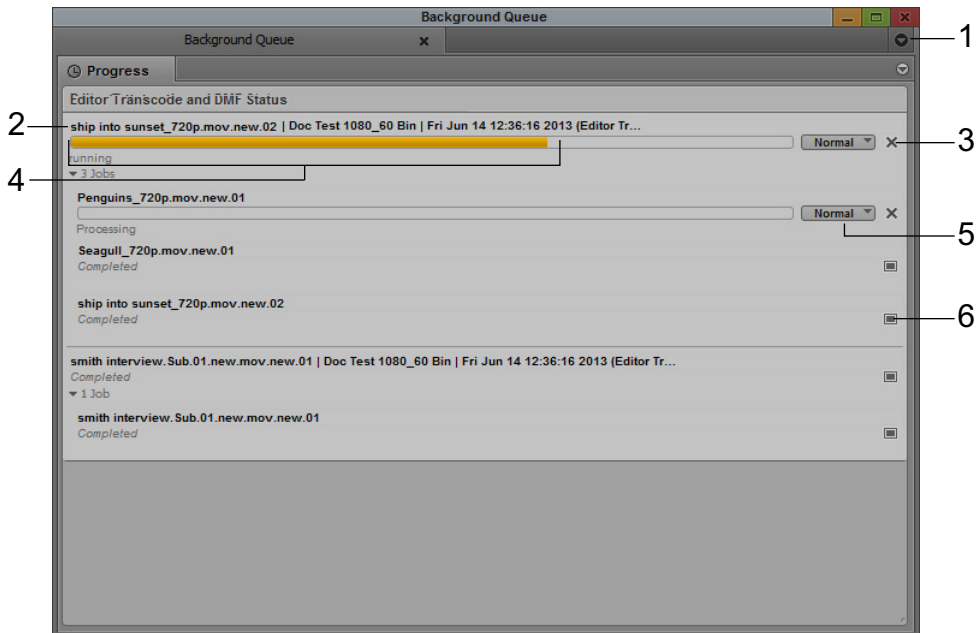 Background Queue
Background Queue
1
Progress
Editor Transcode and DMF Status
2
ship into sunset_720p.mov.new.02 | Doc Test 1080_60 Bin | Fri Jun 14 12:36:16 2013 (Editor Tr...
Normal
3
running
4
3 Jobs
Penguins_720p.mov.new.01
Normal
Processing
5
Seagull_720p.mov.new.01
Completed
ship into sunset_720p.mov.new.02
Completed
6
smith interview.Sub.01.new.mov.new.01 | Doc Test 1080_60 Bin | Fri Jun 14 12:36:16 2013 (Editor Tr...
Completed
1 Job
smith interview.Sub.01.new.mov.new.01
Completed